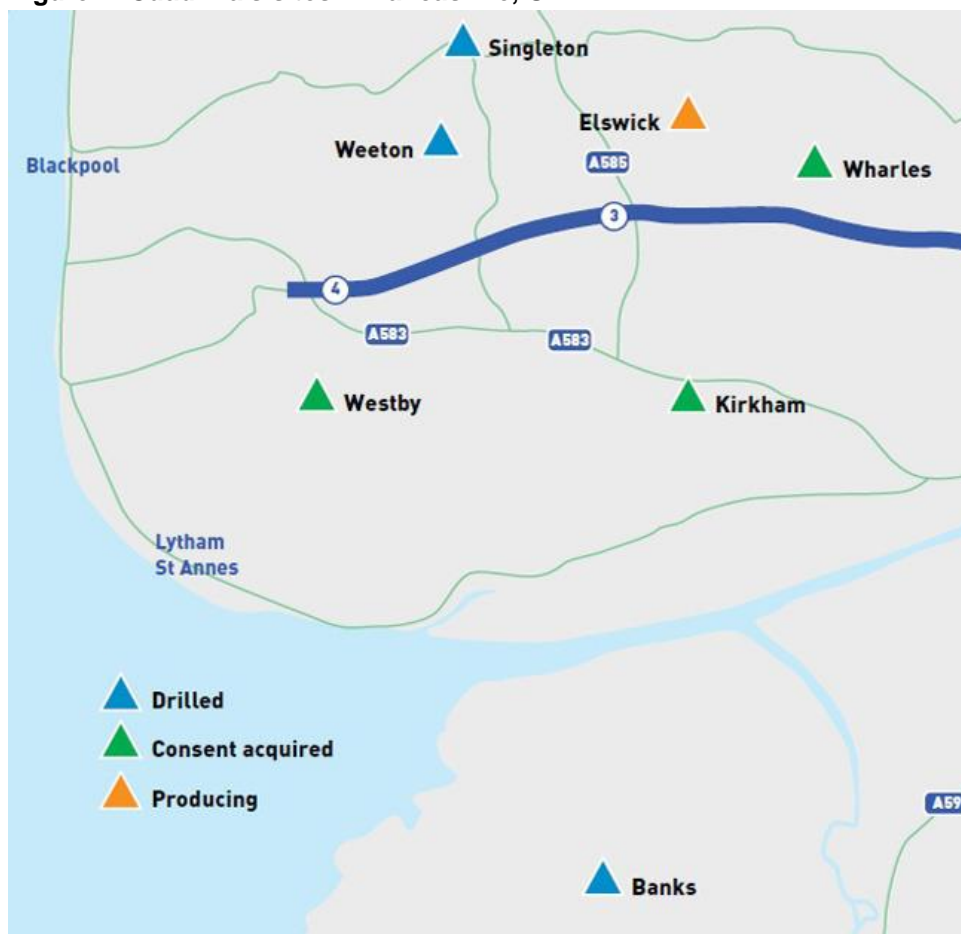 Singleton
Elswick
Weeton
A585
Wharles
Blackpool
3
4
A583
A583
Westby
Kirkham
Lytham
St Annes
Drilled
Consent acquired
Producing
A59
Banks